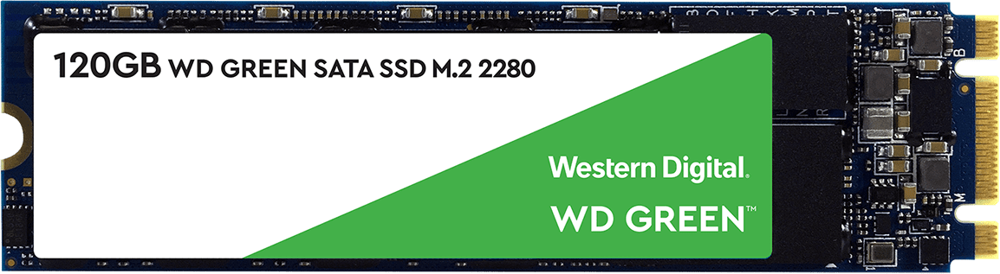 120GB WD GREEN SATA SSD M.2 2280
Western Digital.
WD GREEN™
B
M